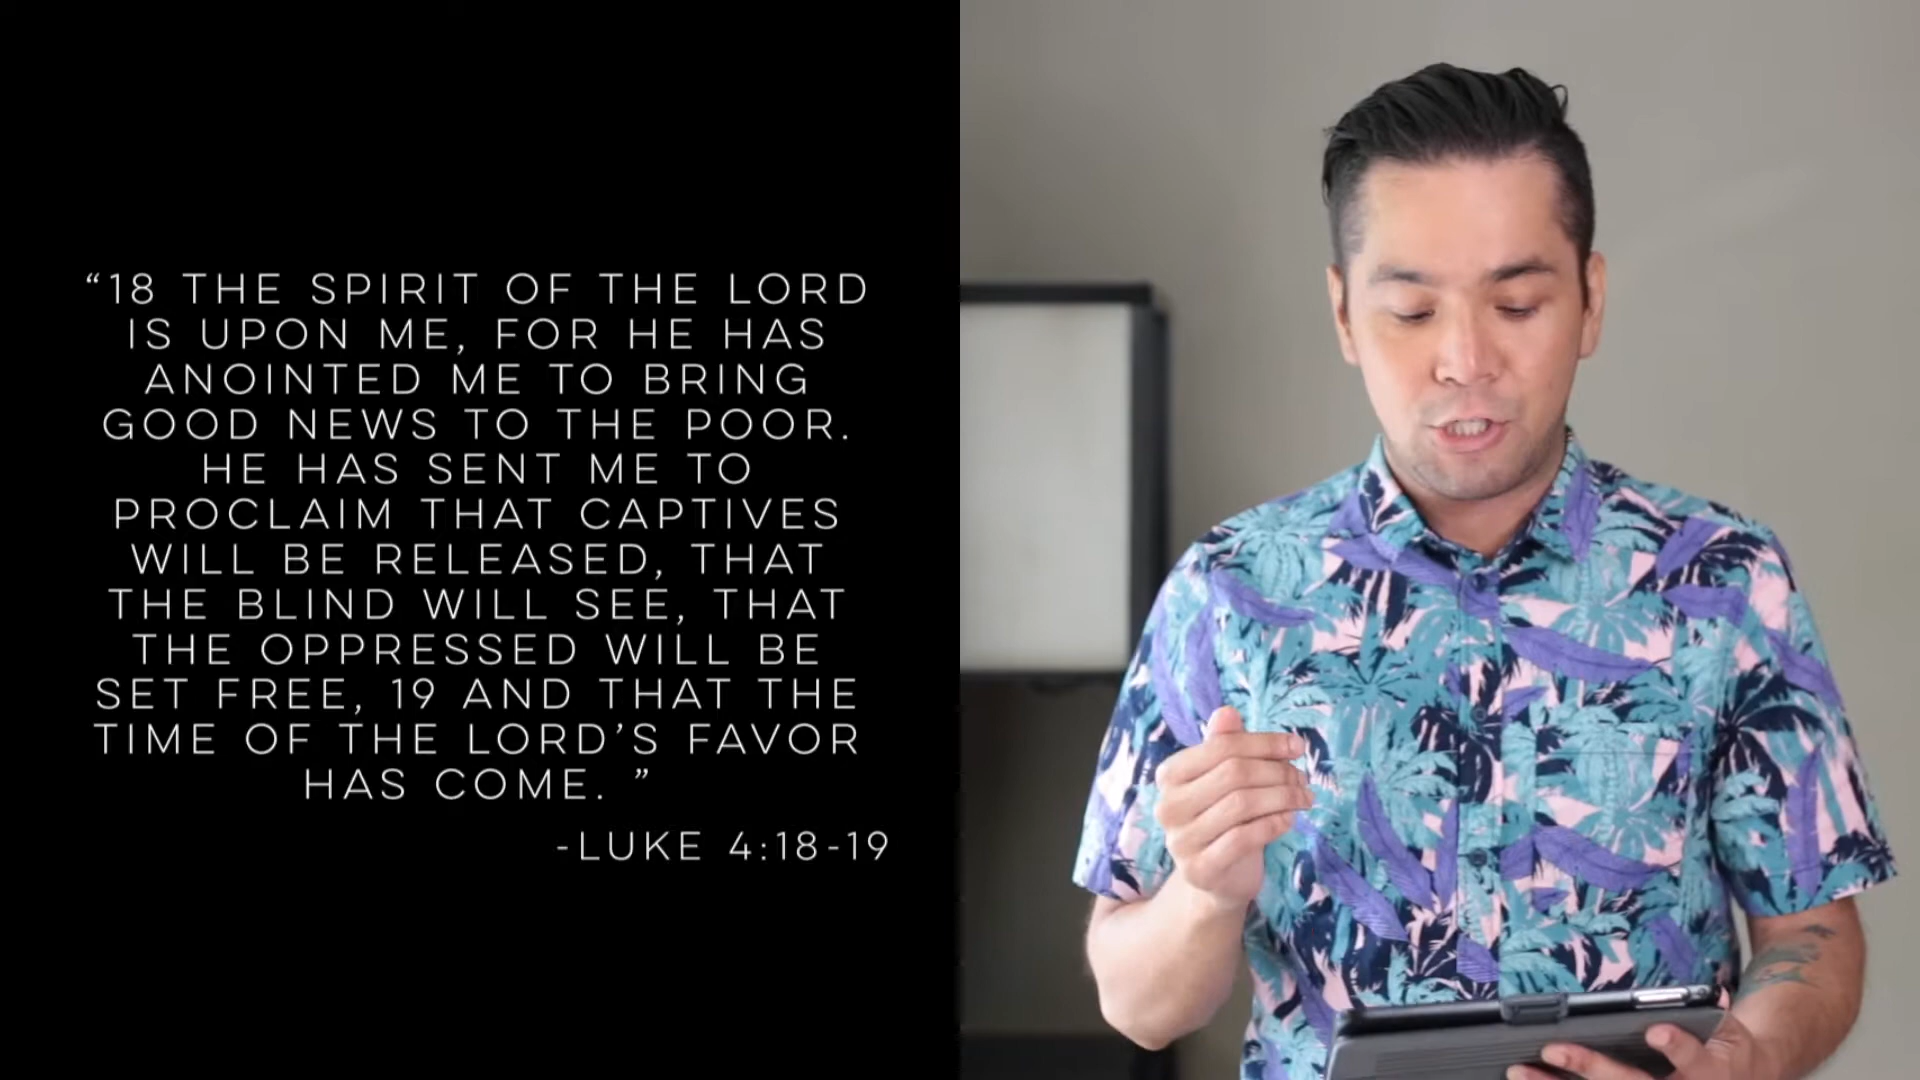 “18 THE SPIRIT OF THE LORD
IS UPON ME, FOR HE HAS
ANOINTED ME TO BRING
GOOD NEWS TO THE POOR.
HE HAS SENT ME TO
PROCLAIM THAT CAPTIVES
WILL BE RELEASED, THAT
THE BLIND WILL SEE, THAT
THE OPPRESSED WILL BE
SET FREE, 19 AND THAT THE
TIME OF THE LORD’S FAVOR
HAS COME. ”
-LUKE 4:18-19